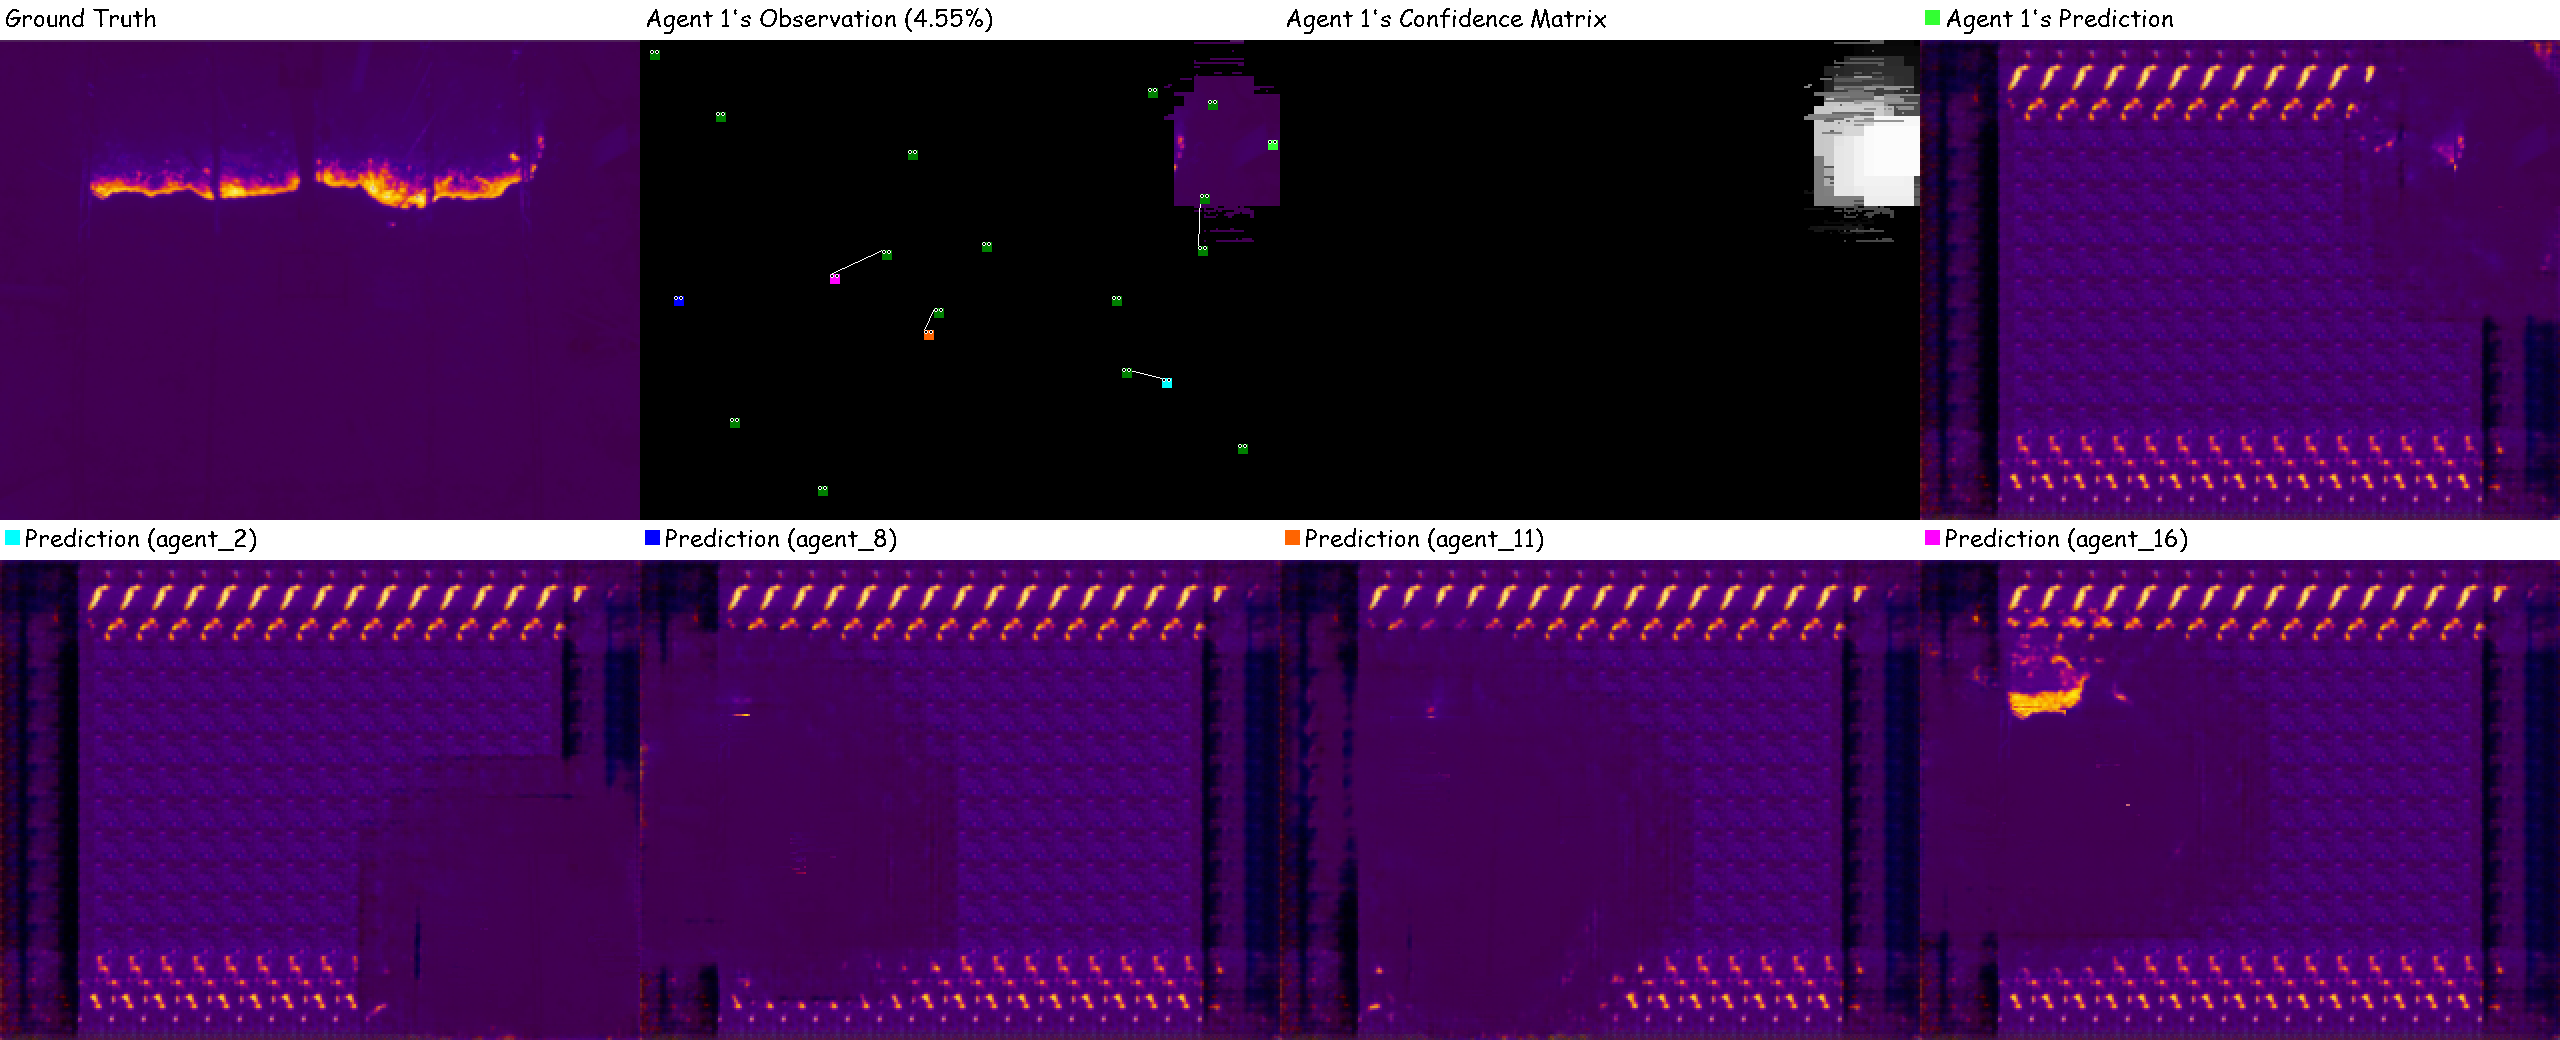 Ground Truth
Agent 1's Observation (4.55%)
Agent 1's Confidence Matrix
Agent 1's Prediction
Prediction (agent_2)
Prediction (agent_8)
Prediction (agent_11)
Prediction (agent_16)